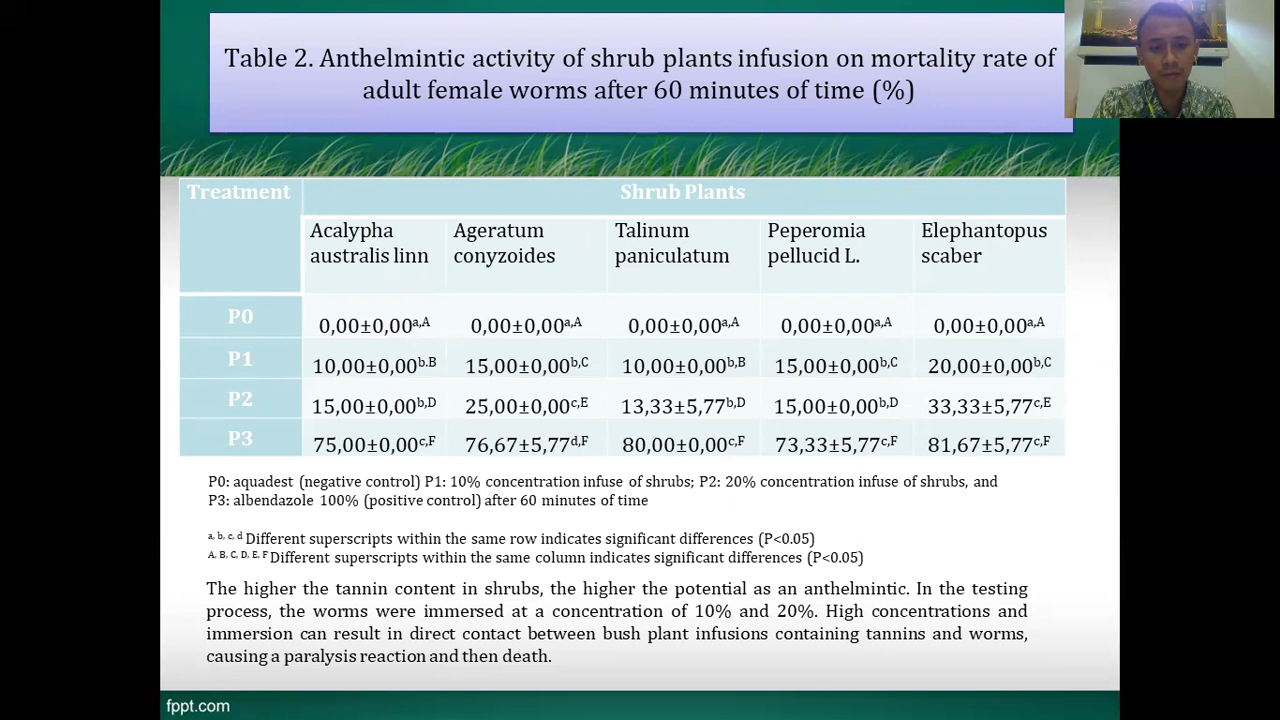 Table 2. Anthelmintic activity of shrub plants infusion on mortality rate of
adult female worms after 60 minutes of time (%)
Treatment Shrub Plants
Acalypha australis linn Ageratum conyzoides Talinum paniculatum Peperomia pellucid L. Elephantopus scaber
P0 0,00±0,00a,A 0,00±0,00a,A 0,00±0,00a,A 0,00±0,00a,A 0,00±0,00a,A
P1 10,00±0,00b.B 15,00±0,00b,C 10,00±0,00b,B 15,00±0,00b,C 20,00±0,00b,C
P2 15,00±0,00b,D 25,00±0,00c,E 13,33±5,77b,D 15,00±0,00b,D 33,33±5,77c,E
P3 75,00±0,00c,F 76,67±5,77d,F 80,00±0,00c,F 73,33±5,77c,F 81,67±5,77c,F
P0: aquadest (negative control) P1: 10% concentration infuse of shrubs; P2: 20% concentration infuse of shrubs, and
P3: albendazole 100% (positive control) after 60 minutes of time
a, b, c, d Different superscripts within the same row indicates significant differences (P<0.05)
A, B, C, D, E, F Different superscripts within the same column indicates significant differences (P<0.05)
The higher the tannin content in shrubs, the higher the potential as an anthelmintic. In the testing
process, the worms were immersed at a concentration of 10% and 20%. High concentrations and
immersion can result in direct contact between bush plant infusions containing tannins and worms,
causing a paralysis reaction and then death.
fppt.com